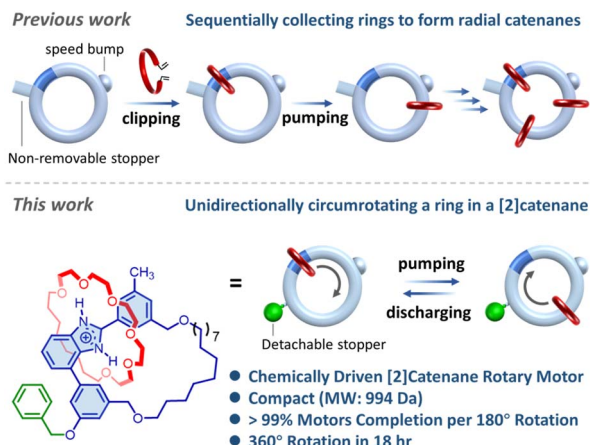 Previous work
Sequentially collecting rings to form radial catenanes
speed bump
clipping
pumping
Non-removable stopper
This work
Unidirectionally circumrotating a ring in a [2]catenane
CH₃
O
O
O
H
N
⊕
N
H
O
O
O
O
O
( )₇
O
O
=
pumping
discharging
Detachable stopper
● Chemically Driven [2]Catenane Rotary Motor
● Compact (MW: 994 Da)
● > 99% Motors Completion per 180° Rotation
● 360° Rotation in 18 hr